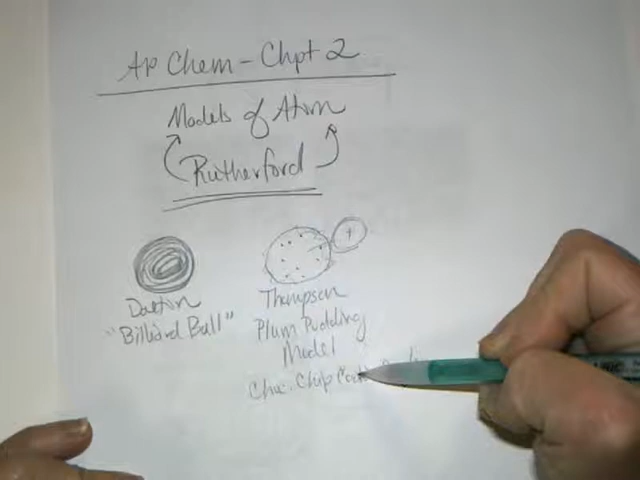 AP Chem - Chpt 2
Models of Atom
Rutherford
+
Dalton
"Billiard Ball"
Thompson
Plum Pudding
Model
Choc. Chip